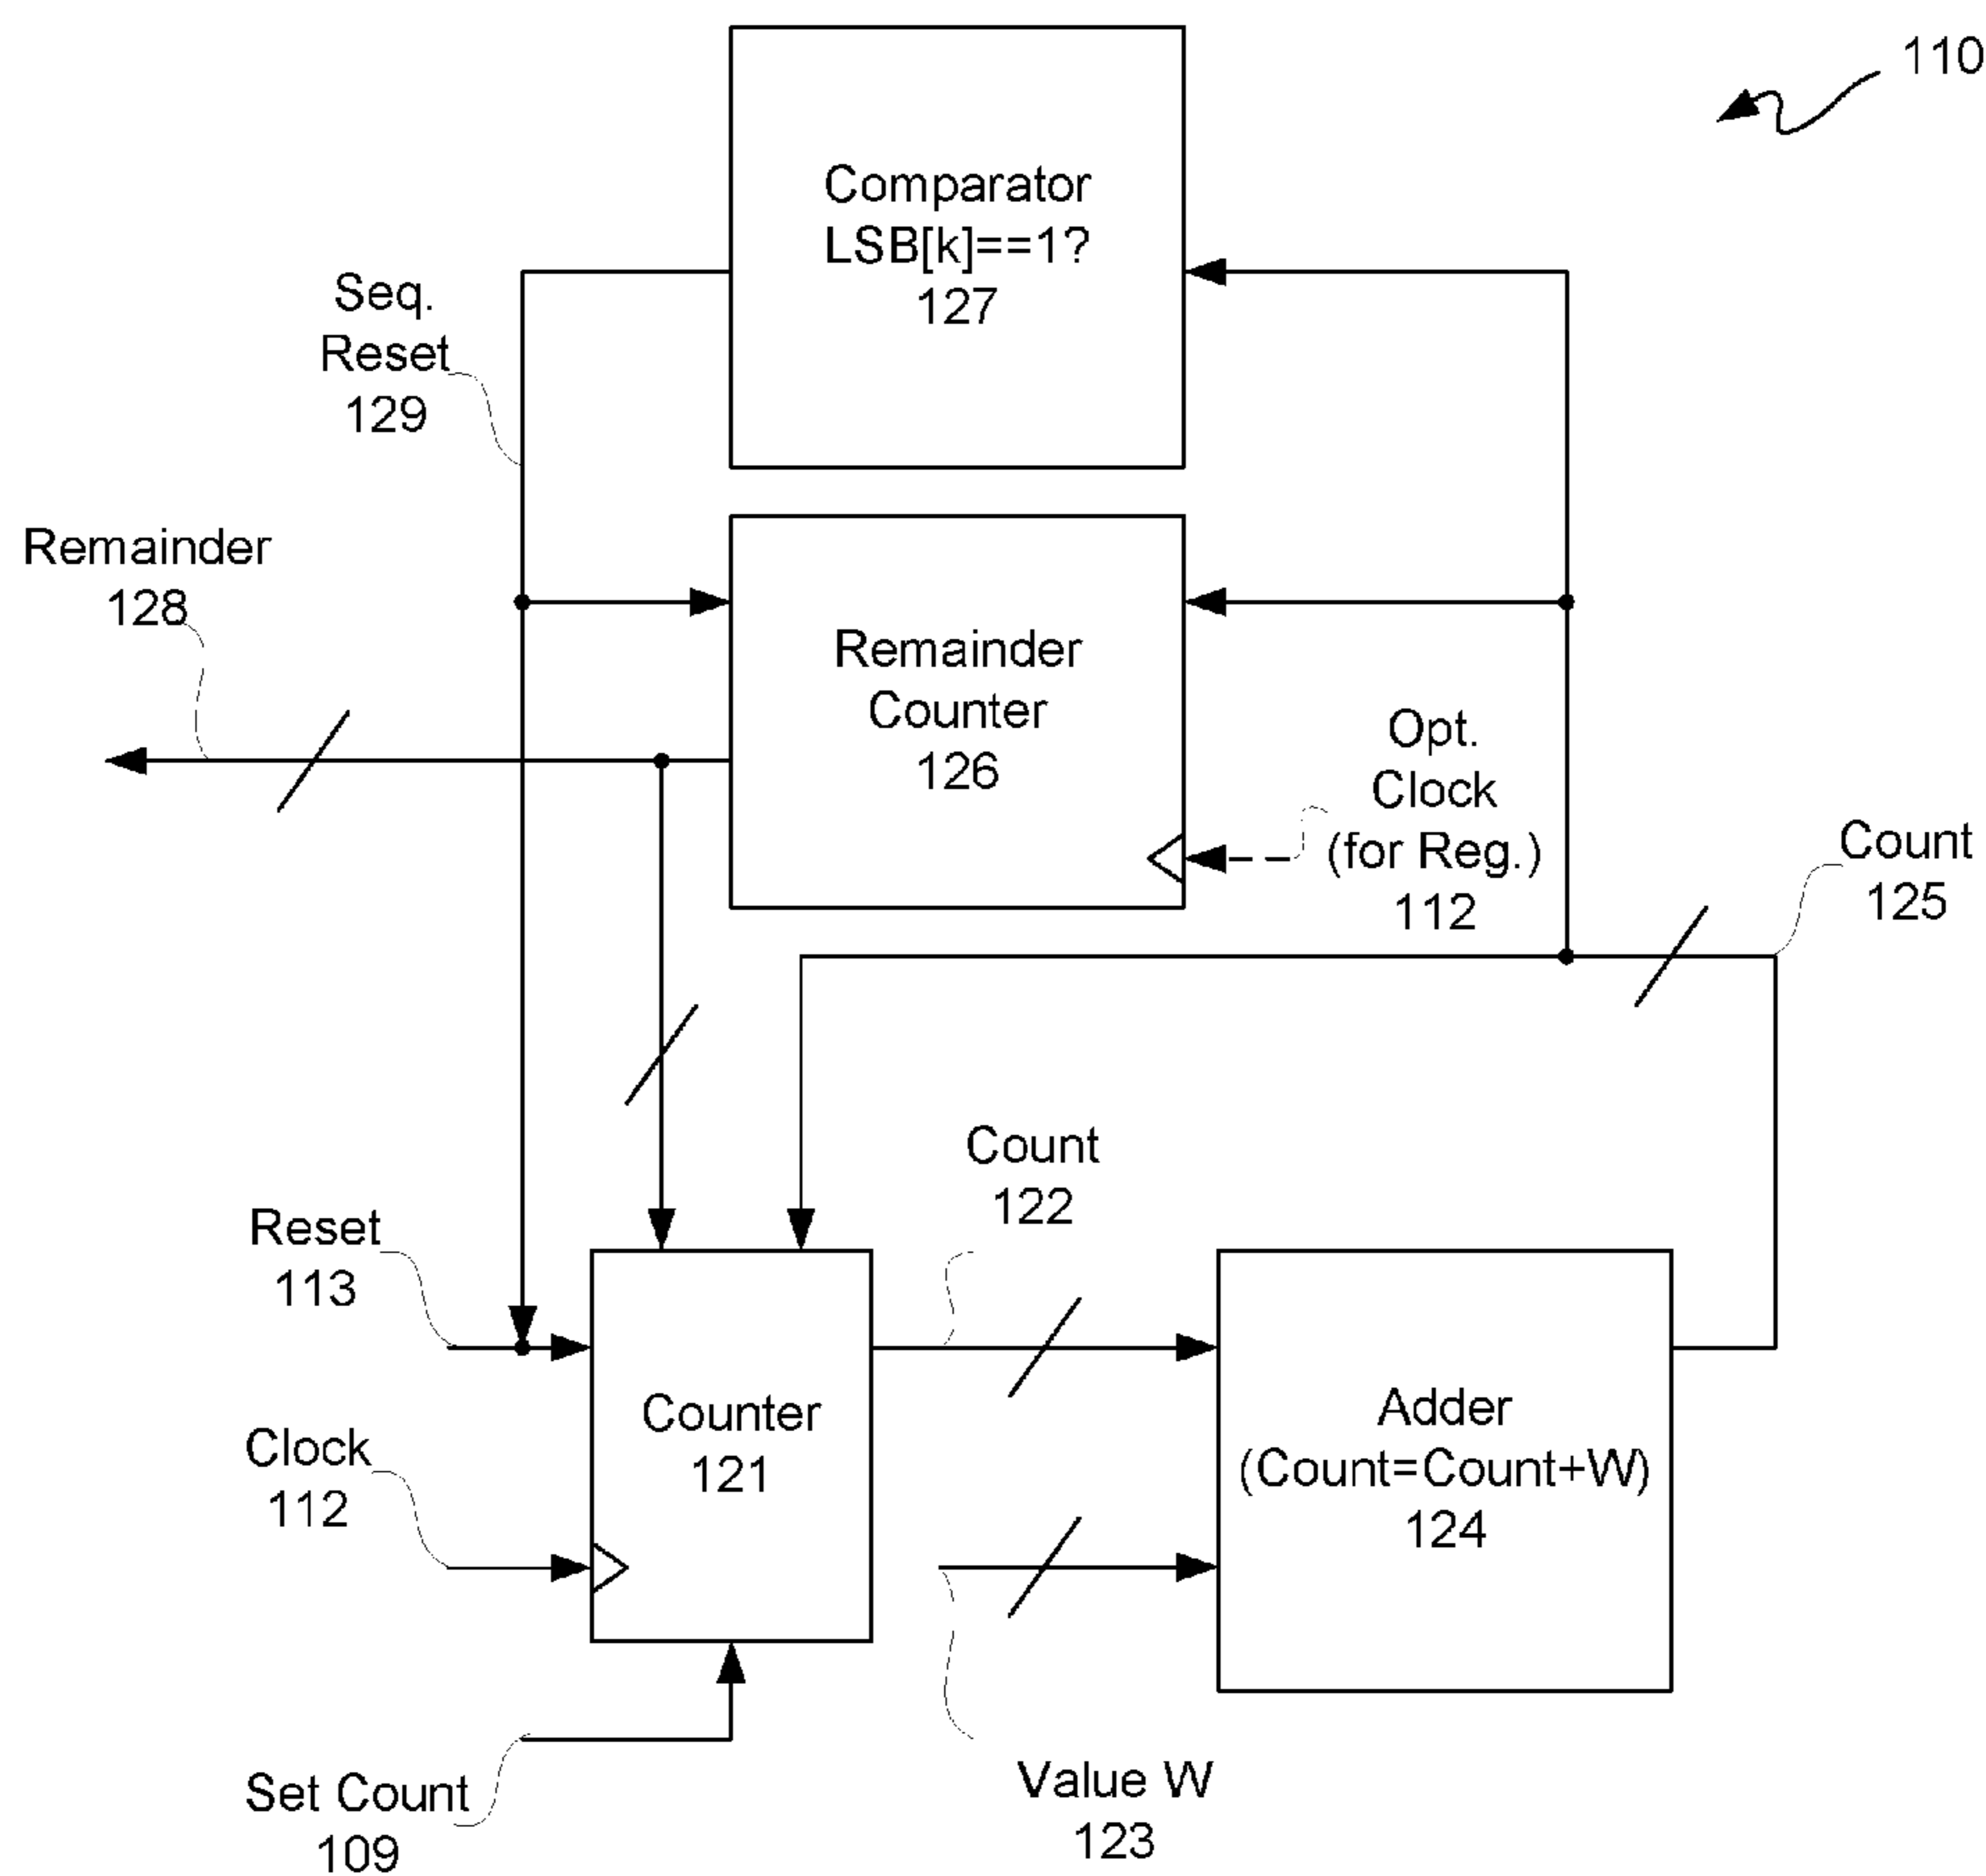 110
Comparator
LSB[k]==1?
127
Seq.
Reset
129
Remainder
128
Remainder
Counter
126
Opt.
Clock
(for Reg.)
112
Count
125
Count
122
Reset
113
Counter
121
Adder
(Count=Count+W)
124
Clock
112
Set Count
109
Value W
123